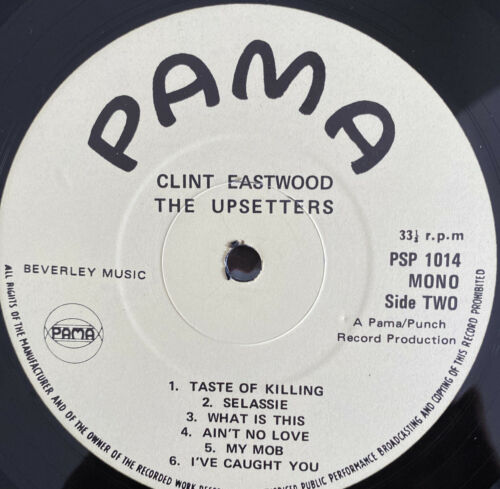 PAMA
CLINT EASTWOOD
THE UPSETTERS
33⅓ r.p.m
BEVERLEY MUSIC
PSP 1014
MONO
Side TWO
PAMA
A Pama/Punch
Record Production
1. TASTE OF KILLING
2. SELASSIE
3. WHAT IS THIS
4. AIN'T NO LOVE
5. MY MOB
6. I'VE CAUGHT YOU
ALL RIGHTS OF THE MANUFACTURER AND OF THE OWNER OF THE RECORDED WORK PUBLIC PERFORMANCE BROADCASTING AND COPYING OF THIS RECORD PROHIBITED